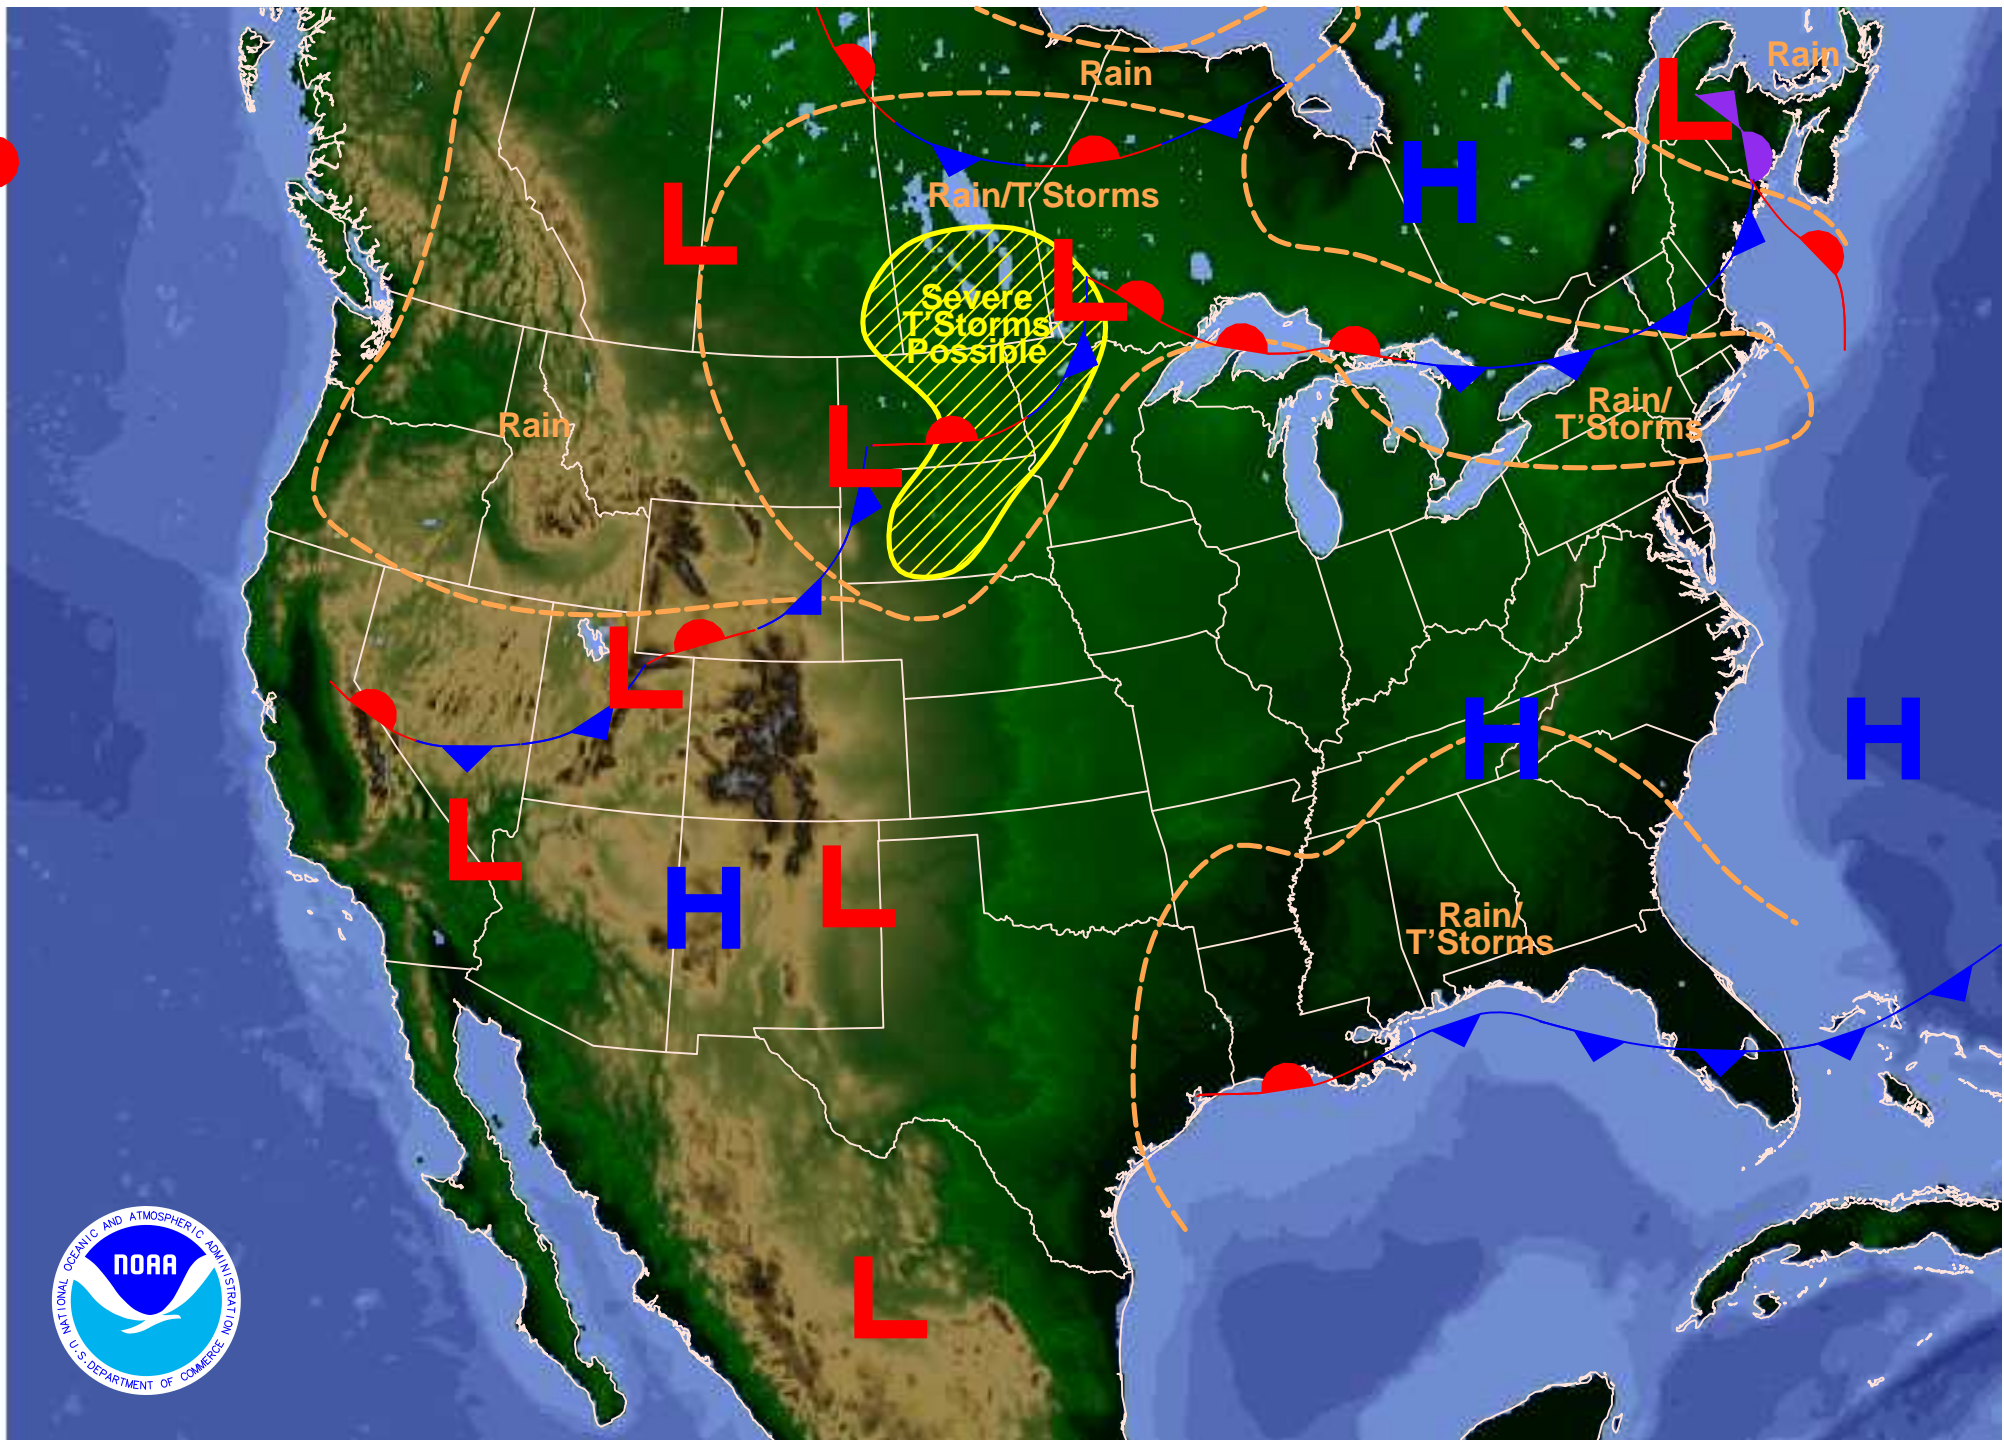 Rain
Rain
L
H
Rain/T'Storms
L
L
Severe
T'Storms
Possible
Rain/
T'Storms
Rain
L
L
H
H
L
L
H
Rain/
T'Storms
L
NATIONAL OCEANIC AND ATMOSPHERIC ADMINISTRATION
NOAA
U.S. DEPARTMENT OF COMMERCE